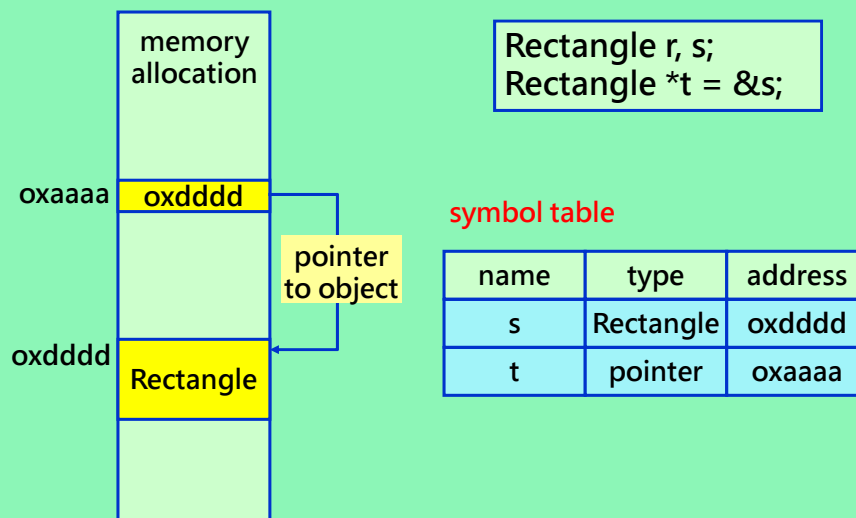 memory
allocation
Rectangle r, s;
Rectangle *t = &s;
oxaaaa
oxdddd
symbol table
pointer
to object
name type address
s Rectangle oxdddd
t pointer oxaaaa
oxdddd
Rectangle